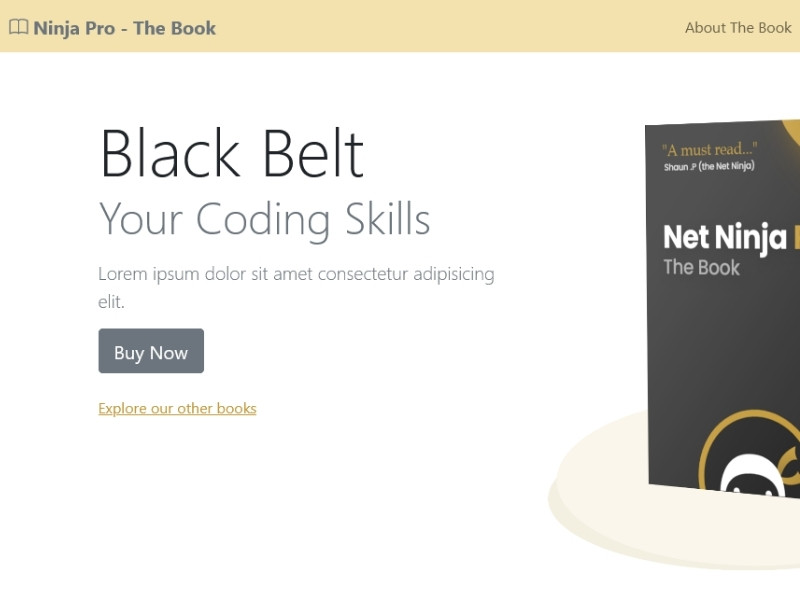 Ninja Pro - The Book
About The Book
Black Belt
Your Coding Skills
Lorem ipsum dolor sit amet consectetur adipisicing
elit.
Buy Now
Explore our other books
"A must read..."
Shaun .P (the Net Ninja)
Net Ninja
The Book